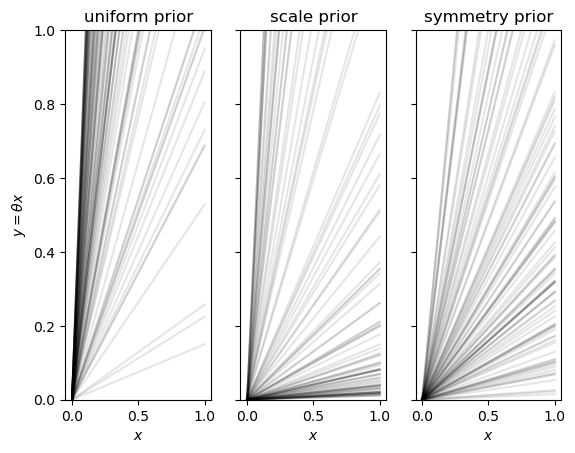 uniform prior
scale prior
symmetry prior
1.0
0.8
0.6
0.4
0.2
0.0
y = θx
0.0 0.5 1.0
0.0 0.5 1.0
0.0 0.5 1.0
x
x
x